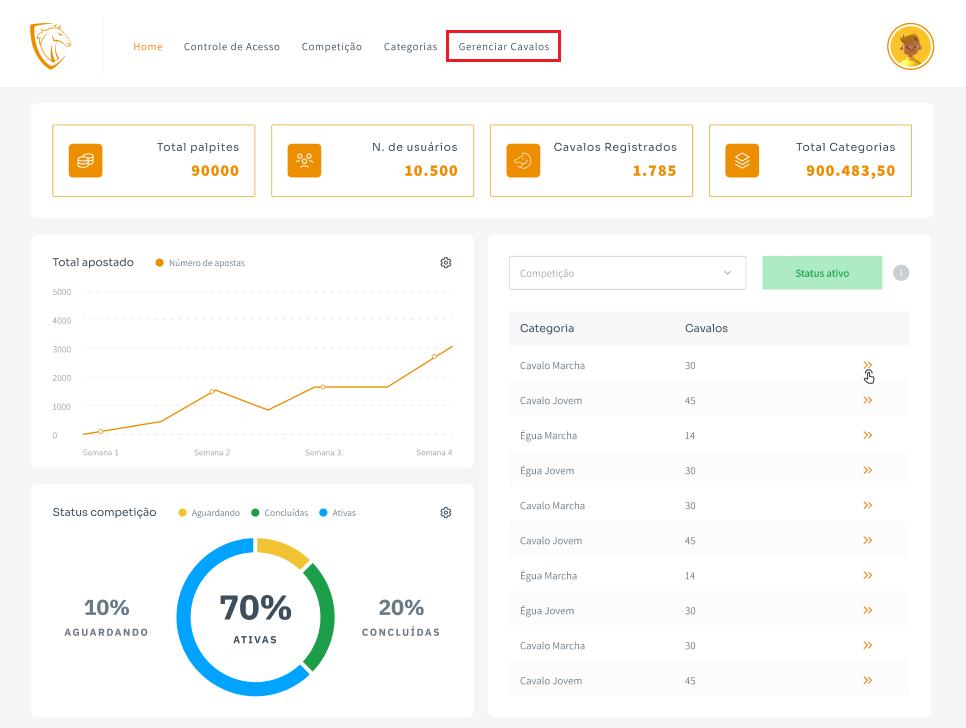 Home Controle de Acesso Competição Categorias Gerenciar Cavalos
Total palpites
90000
N. de usuários
10.500
Cavalos Registrados
1.785
Total Categorias
900.483,50
Total apostado Número de apostas
5000
4000
3000
2000
1000
0
Semana 1 Semana 2 Semana 3 Semana 4
Status competição Aguardando Concluídas Ativas
10%
AGUARDANDO
70%
ATIVAS
20%
CONCLUÍDAS
Competição Status ativo i
Categoria Cavalos
Cavalo Marcha 30
Cavalo Jovem 45
Égua Marcha 14
Égua Jovem 30
Cavalo Marcha 30
Cavalo Jovem 45
Égua Marcha 14
Égua Jovem 30
Cavalo Marcha 30
Cavalo Jovem 45